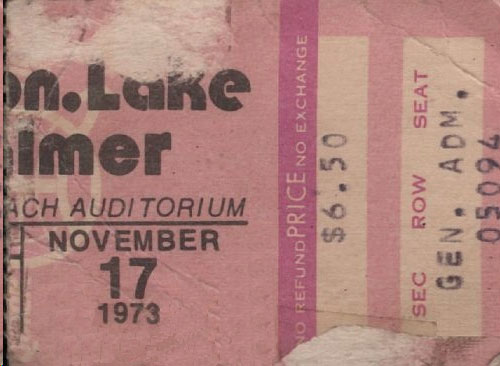 on.Lake
lmer
ACH AUDITORIUM
NOVEMBER
17
1973
NO REFUND PRICE NO EXCHANGE
$6.50
SEC ROW SEAT
GEN. ADM.
05094